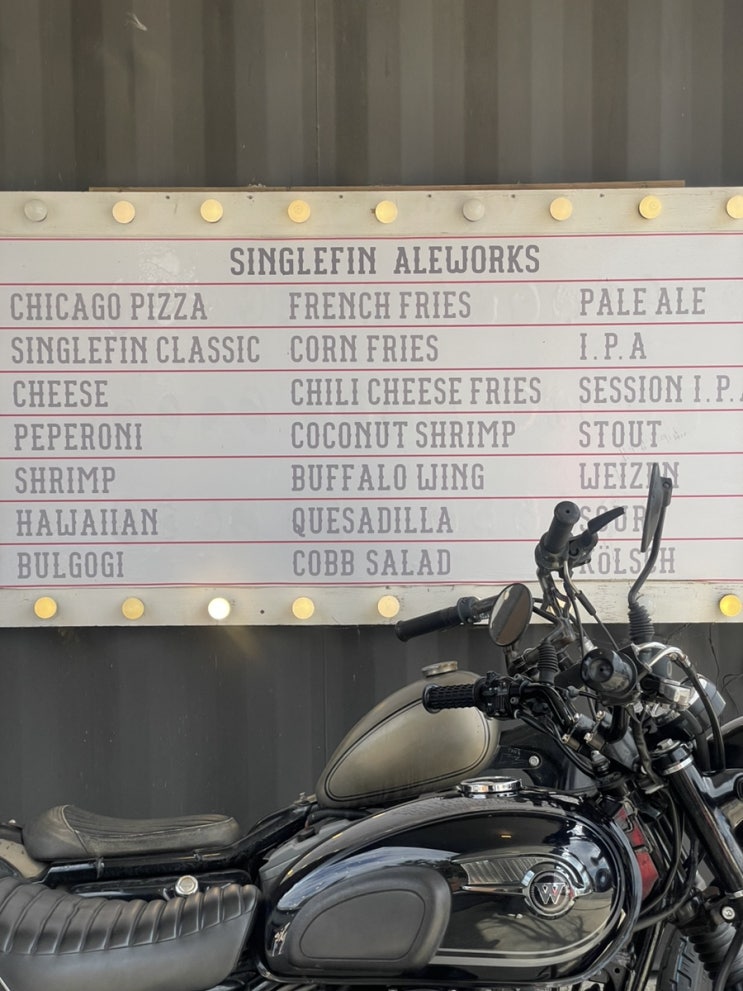 SINGLEFIN ALEWORKS
CHICAGO PIZZA FRENCH FRIES PALE ALE
SINGLEFIN CLASSIC CORN FRIES I.P.A
CHEESE CHILI CHEESE FRIES SESSION I.P.A
PEPERONI COCONUT SHRIMP STOUT
SHRIMP BUFFALO WING WEIZEN
HAWAIIAN QUESADILLA
BULGOGI COBB SALAD
W